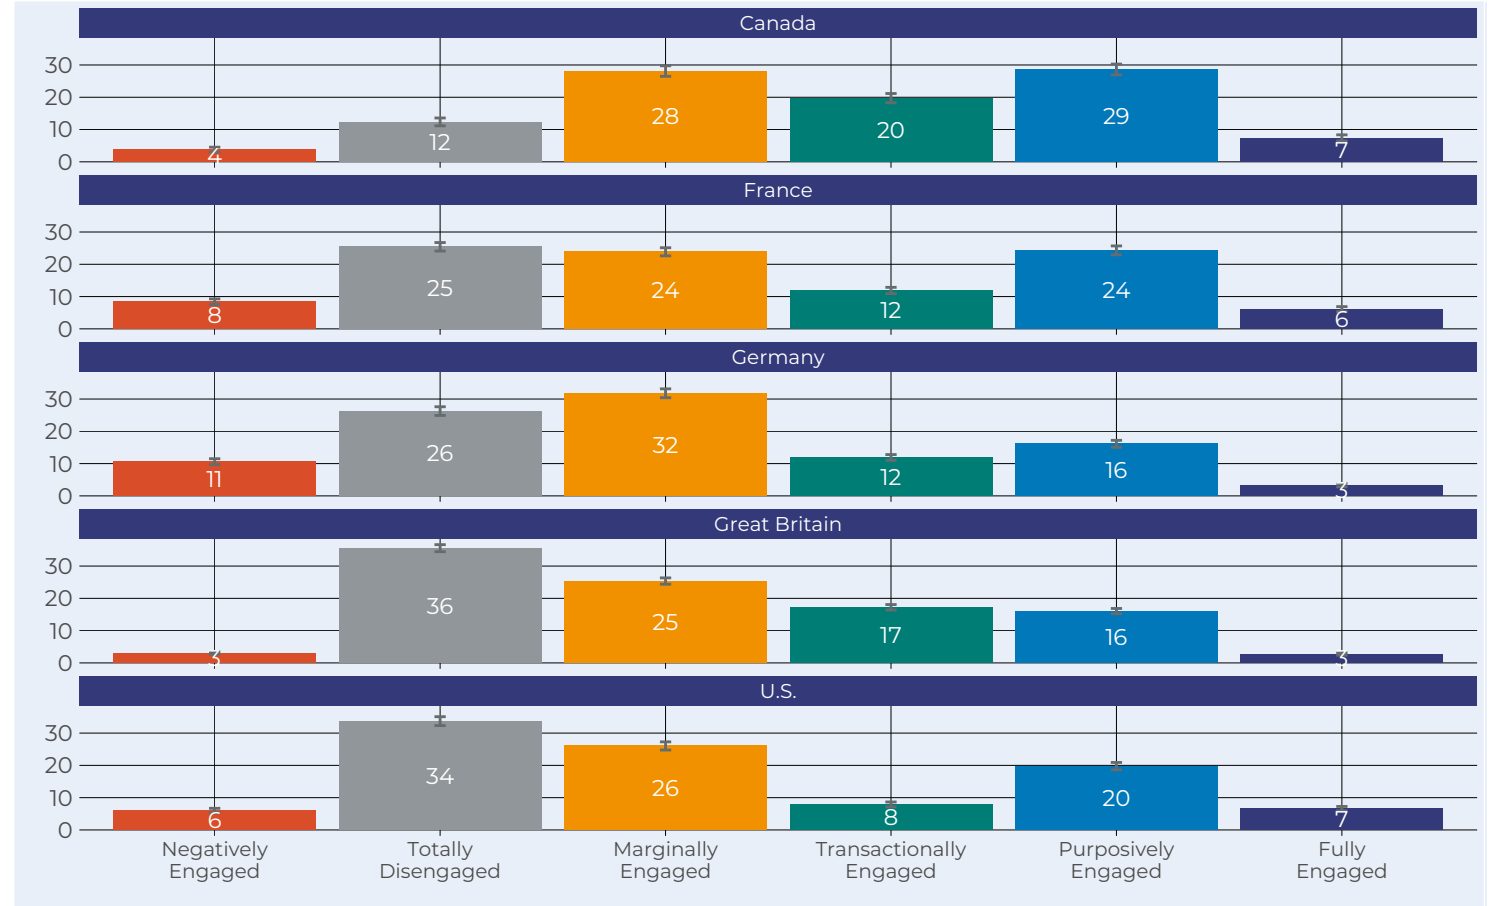 Canada
30
20
10
0
4
12
28
20
29
7
France
30
20
10
0
8
25
24
12
24
6
Germany
30
20
10
0
11
26
32
12
16
3
Great Britain
30
20
10
0
3
36
25
17
16
3
U.S.
30
20
10
0
6
34
26
8
20
7
Negatively
Engaged
Totally
Disengaged
Marginally
Engaged
Transactionally
Engaged
Purposively
Engaged
Fully
Engaged